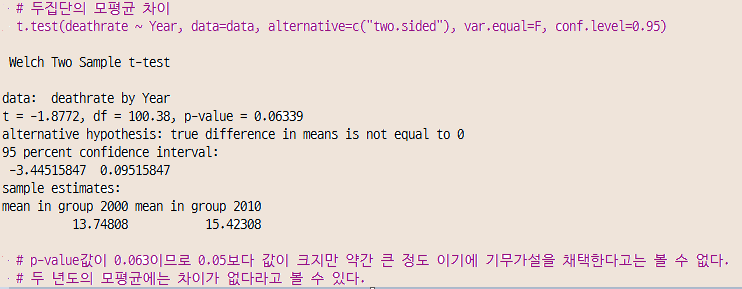 # 두집단의 모평균 차이
t.test(deathrate ~ Year, data=data, alternative=c("two.sided"), var.equal=F, conf.level=0.95)
Welch Two Sample t-test
data:  deathrate by Year
t = -1.8772, df = 100.38, p-value = 0.06339
alternative hypothesis: true difference in means is not equal to 0
95 percent confidence interval:
-3.44515847  0.09515847
sample estimates:
mean in group 2000 mean in group 2010
13.74808           15.42308
# p-value값이 0.063이므로 0.05보다 값이 크지만 약간 큰 정도 이기에 기무가설을 채택한다고는 볼 수 없다.
# 두 년도의 모평균에는 차이가 없다라고 볼 수 있다.